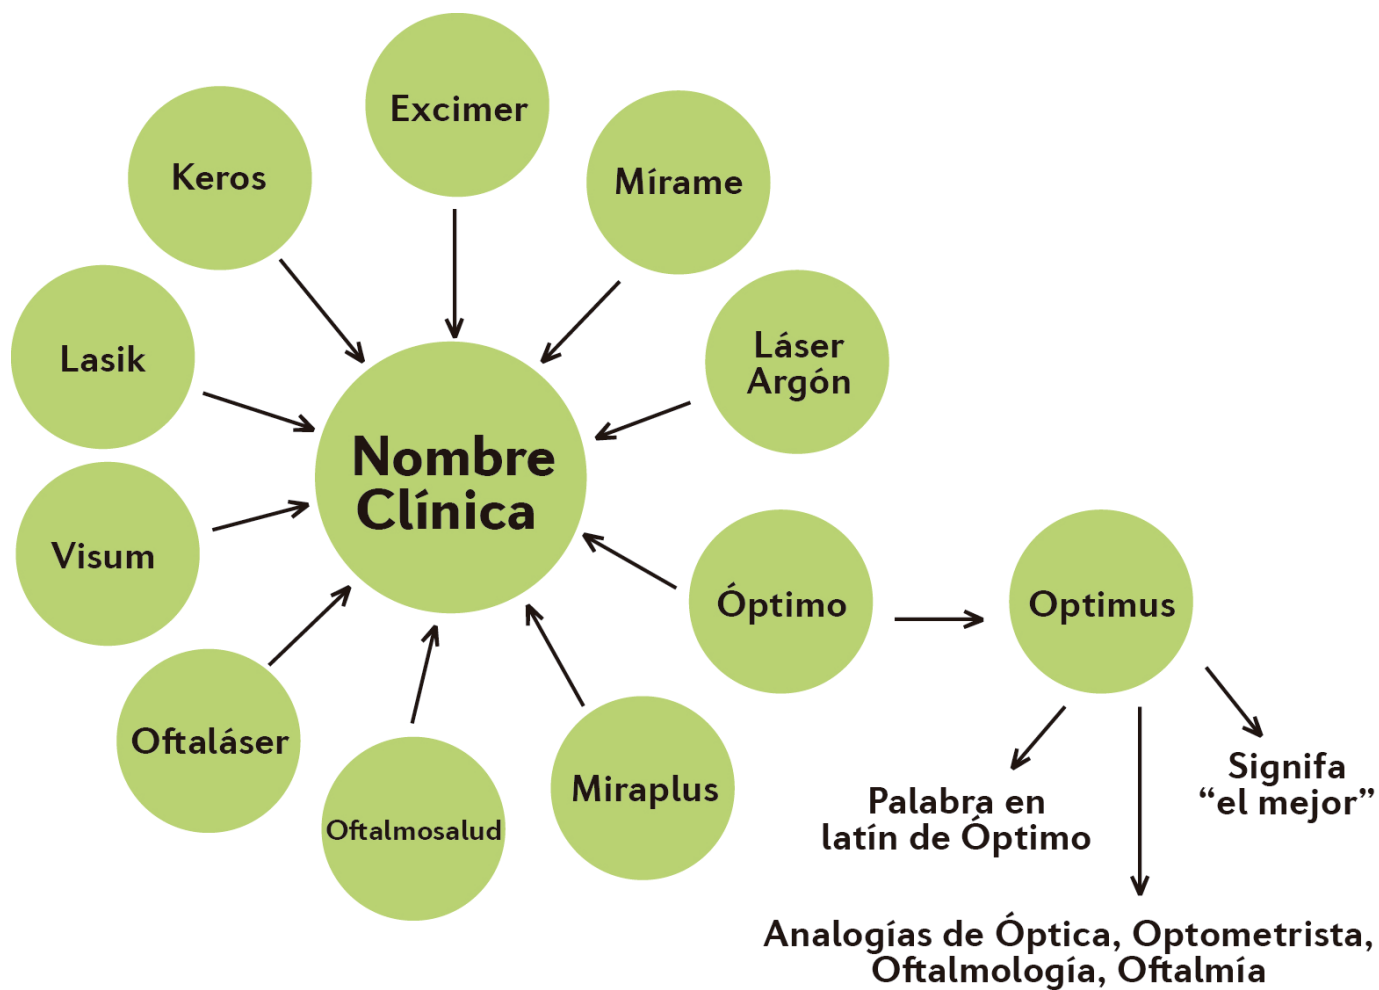 Excimer
Keros
Mírame
Láser
Argón
Lasik
Nombre
Clínica
Visum
Óptimo
Optimus
Oftaláser
Oftalmosalud
Miraplus
Palabra en
latín de Óptimo
Signifa
“el mejor”
Analogías de Óptica, Optometrista,
Oftalmología, Oftalmía